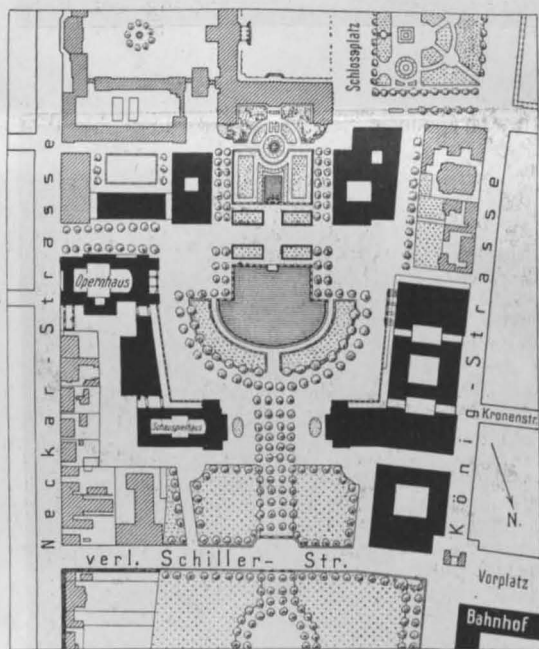 Schlossplatz
Neckar-Strasse
König-Strasse
Opernhaus
Schauspielhaus
Kronenstr.
N.
verl. Schiller-Str.
Vorplatz
Bahnhof